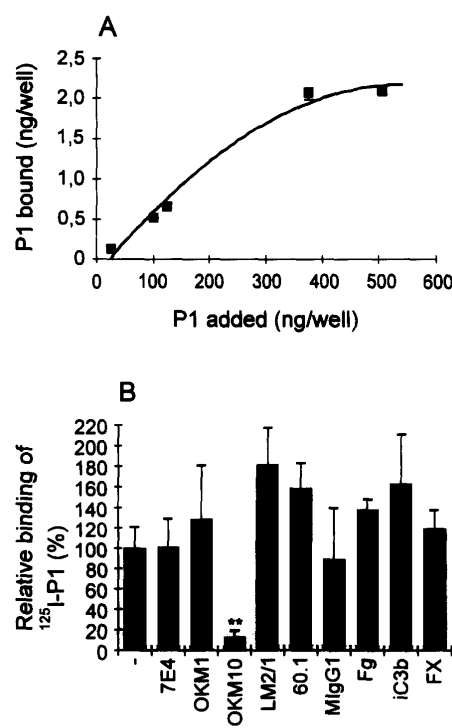 A
P1 bound (ng/well)
2,5
2,0
1,5
1,0
0,5
0
0 100 200 300 400 500 600
P1 added (ng/well)
B
Relative binding of
¹²⁵I-P1 (%)
220
200
180
160
140
120
100
80
60
40
20
0
**
- 7E4 OKM1 OKM10 LM2/1 60.1 MIgG1 Fg iC3b FX